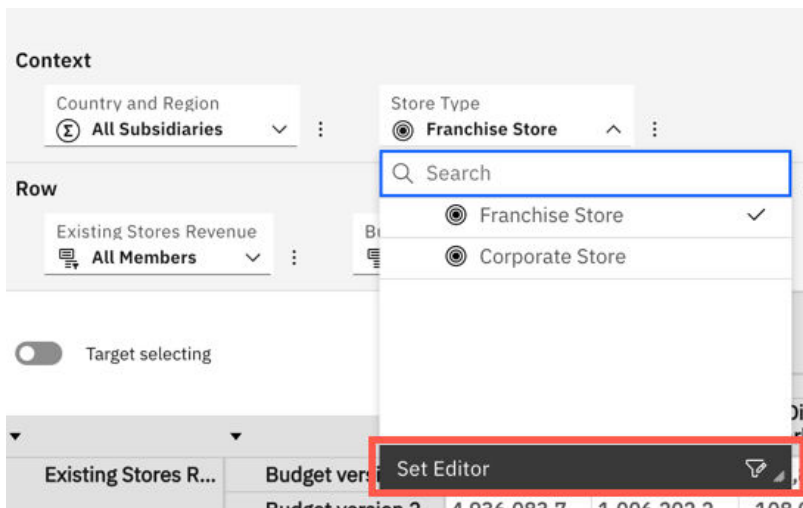 Context
Country and Region
Store Type
All Subsidiaries
Franchise Store
Search
Row
Franchise Store
Existing Stores Revenue
All Members
Corporate Store
Target selecting
Set Editor
Existing Stores R...
Budget